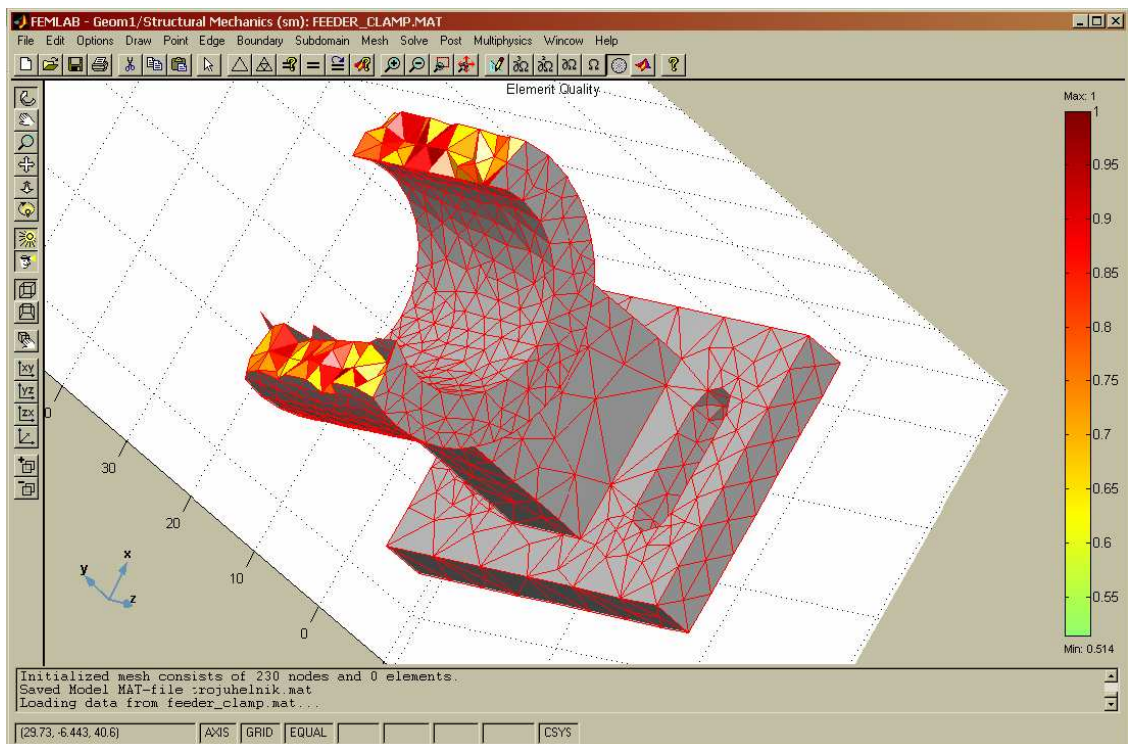 FEMLAB - Geom1/Structural Mechanics (sm): FEEDER_CLAMP.MAT
File Edit Options Draw Point Edge Boundary Subdomain Mesh Solve Post Multiphysics Wincow Help
Element Quality
Max: 1
1
0.95
0.9
0.85
0.8
0.75
0.7
0.65
0.6
0.55
Min: 0.514
xy
yz
zx
0
30
20
10
0
x
y
z
Initialized mesh consists of 230 nodes and 0 elements.
Saved Model MAT-file :rojuhelnik.mat
Loading data from feeder_clamp.mat...
(29.73, -6.443, 40.6) AXIS GRID EQUAL CSYS